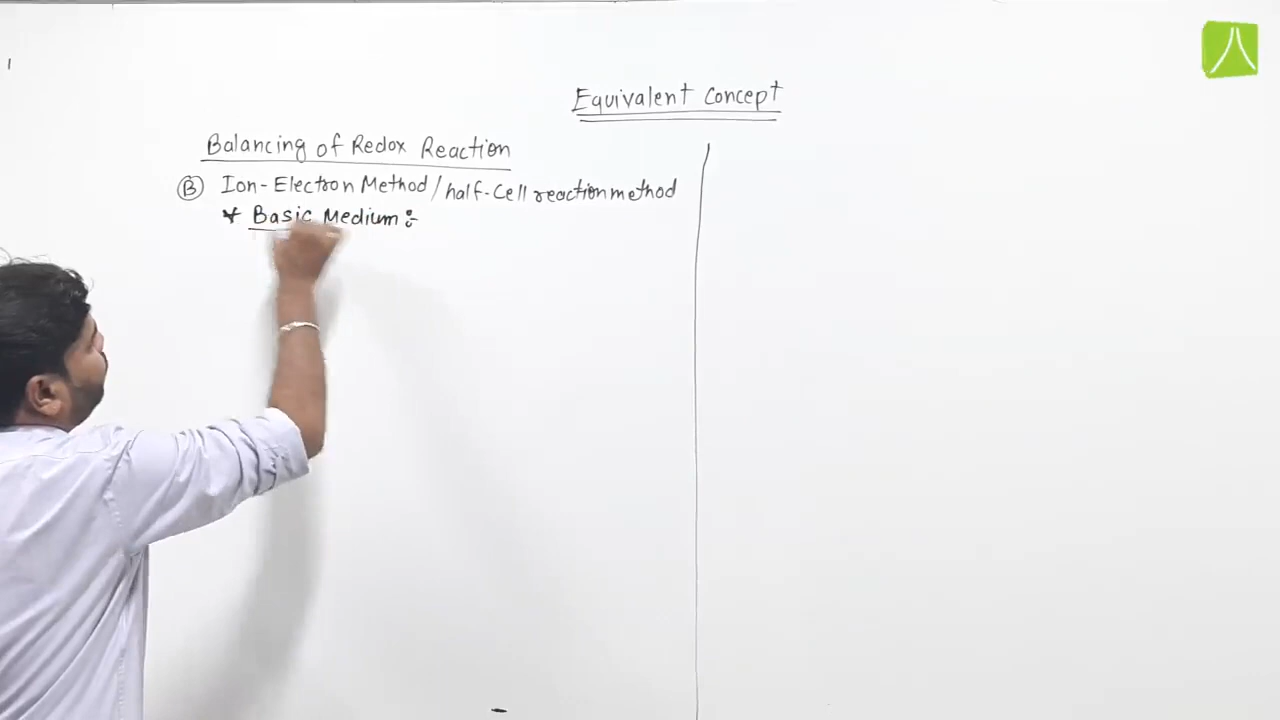 Equivalent Concept
Balancing of Redox Reaction
(B) Ion-Electron Method/half-Cell reaction method
* Basic Medium :-